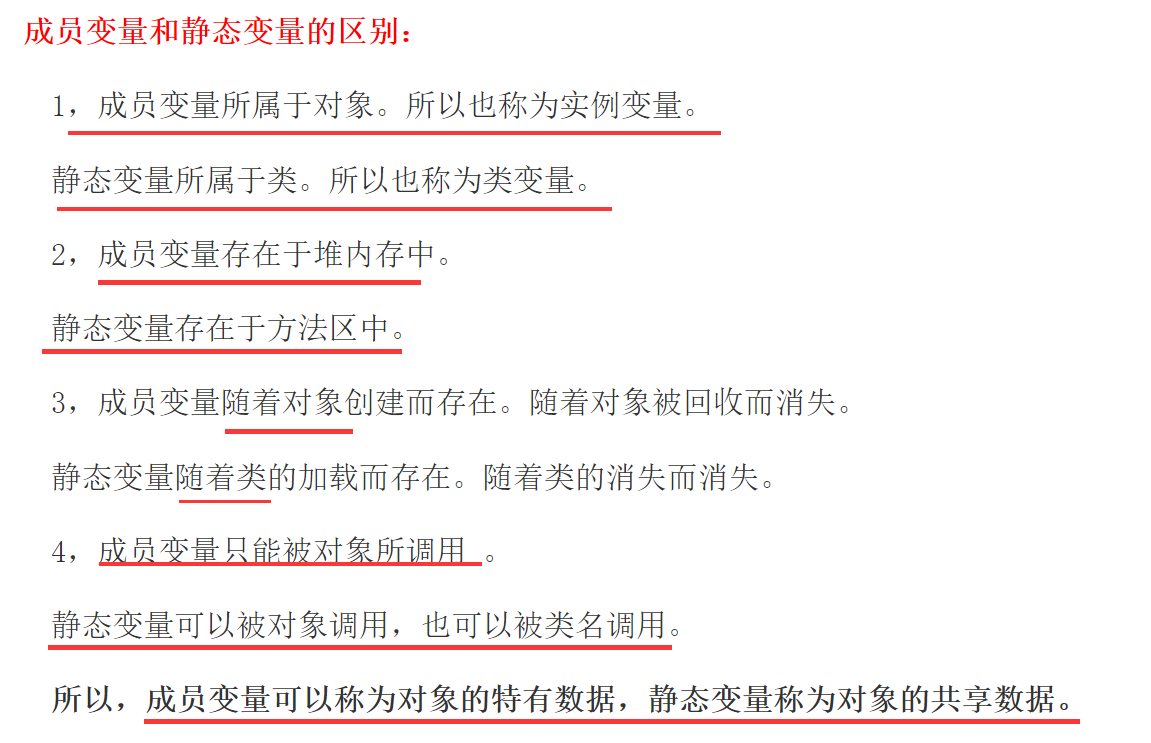 成员变量和静态变量的区别：
1，成员变量所属于对象。所以也称为实例变量。
静态变量所属于类。所以也称为类变量。
2，成员变量存在于堆内存中。
静态变量存在于方法区中。
3，成员变量随着对象创建而存在。随着对象被回收而消失。
静态变量随着类的加载而存在。随着类的消失而消失。
4，成员变量只能被对象所调用 。
静态变量可以被对象调用，也可以被类名调用。
所以，成员变量可以称为对象的特有数据，静态变量称为对象的共享数据。